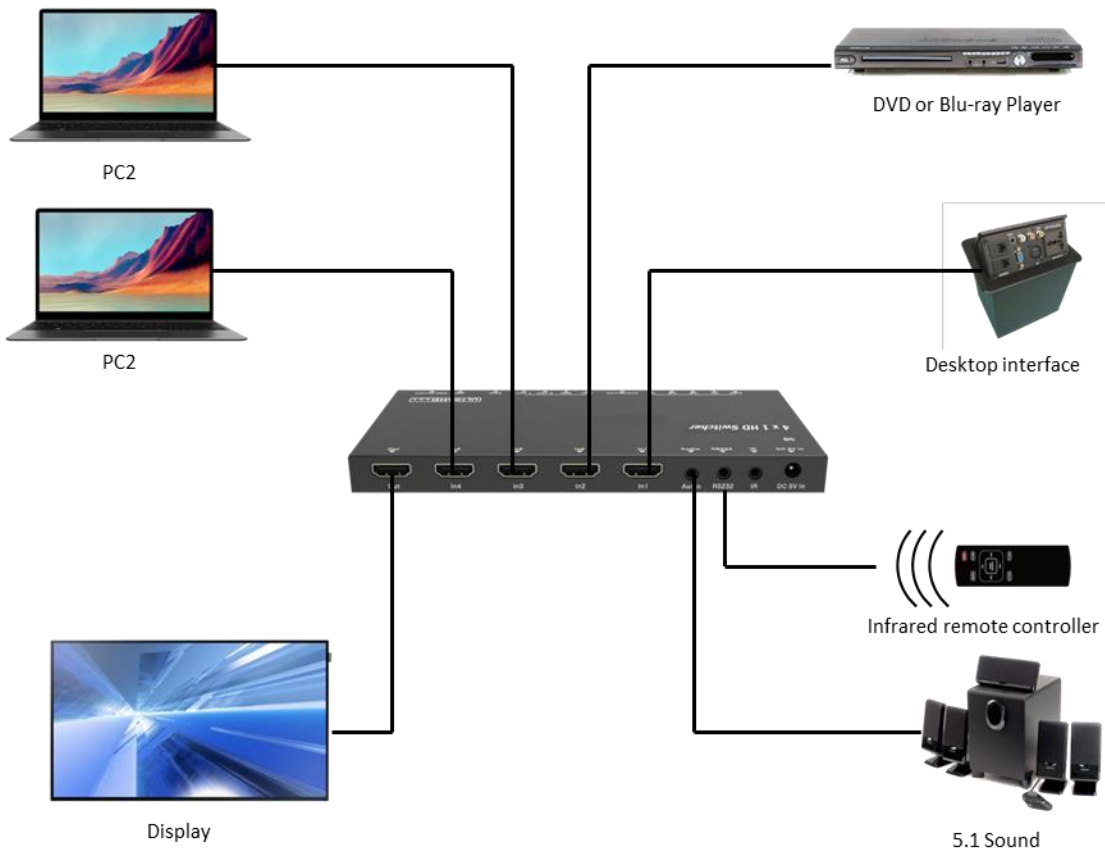 DVD or Blu-ray Player
PC2
PC2
Desktop interface
4 x 1 HD Switcher
Out
In4
In3
In2
In1
Audio
RS232
IR
DC 5V In
Infrared remote controller
Display
5.1 Sound